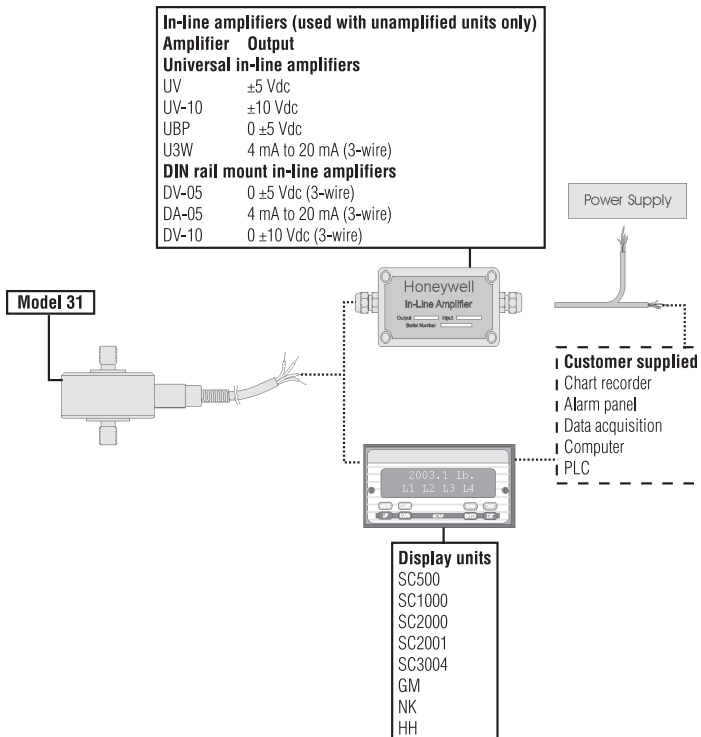 In-line amplifiers (used with unamplified units only)
Amplifier Output
Universal in-line amplifiers
UV ±5 Vdc
UV-10 ±10 Vdc
UBP 0 ±5 Vdc
U3W 4 mA to 20 mA (3-wire)
DIN rail mount in-line amplifiers
DV-05 0 ±5 Vdc (3-wire)
DA-05 4 mA to 20 mA (3-wire)
DV-10 0 ±10 Vdc (3-wire)
Power Supply
Honeywell
In-Line Amplifier
Output Input
Serial Number
Model 31
Customer supplied
Chart recorder
Alarm panel
Data acquisition
Computer
PLC
2003.1 lb.
L1 L2 L3 L4
SETUP
Display units
SC500
SC1000
SC2000
SC2001
SC3004
GM
NK
HH